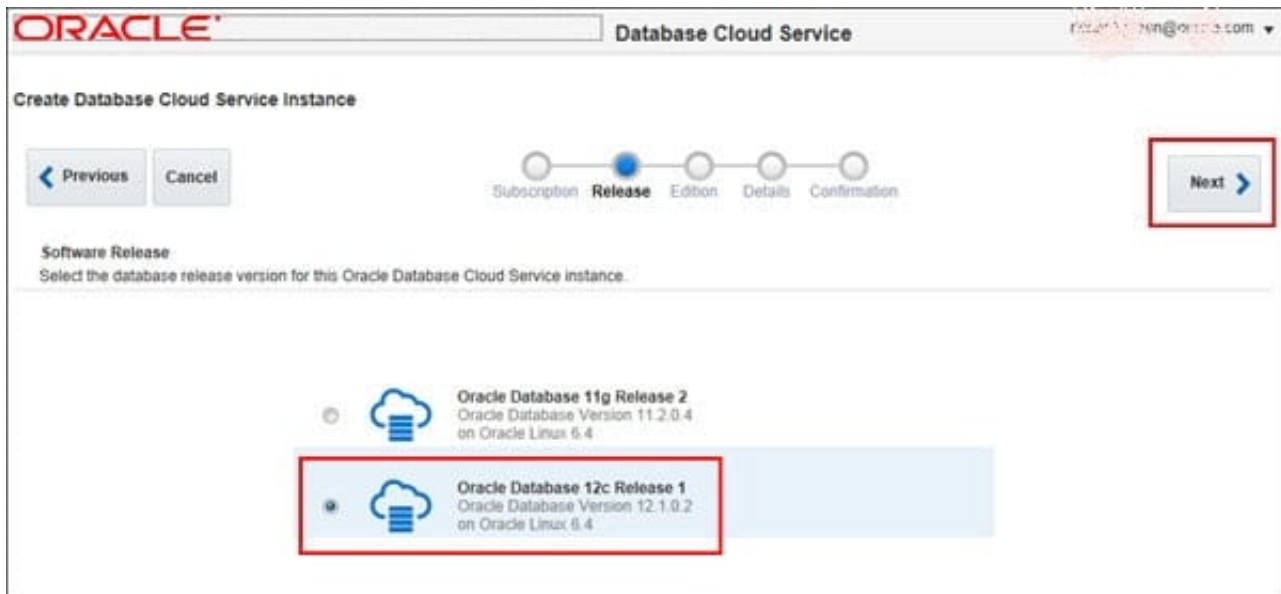 ORACLE
Database Cloud Service
Create Database Cloud Service Instance
Previous
Cancel
Subscription
Release
Edition
Details
Confirmation
Next
Software Release
Select the database release version for this Oracle Database Cloud Service instance.
Oracle Database 11g Release 2
Oracle Database Version 11.2.0.4
on Oracle Linux 6.4
Oracle Database 12c Release 1
Oracle Database Version 12.1.0.2
on Oracle Linux 6.4